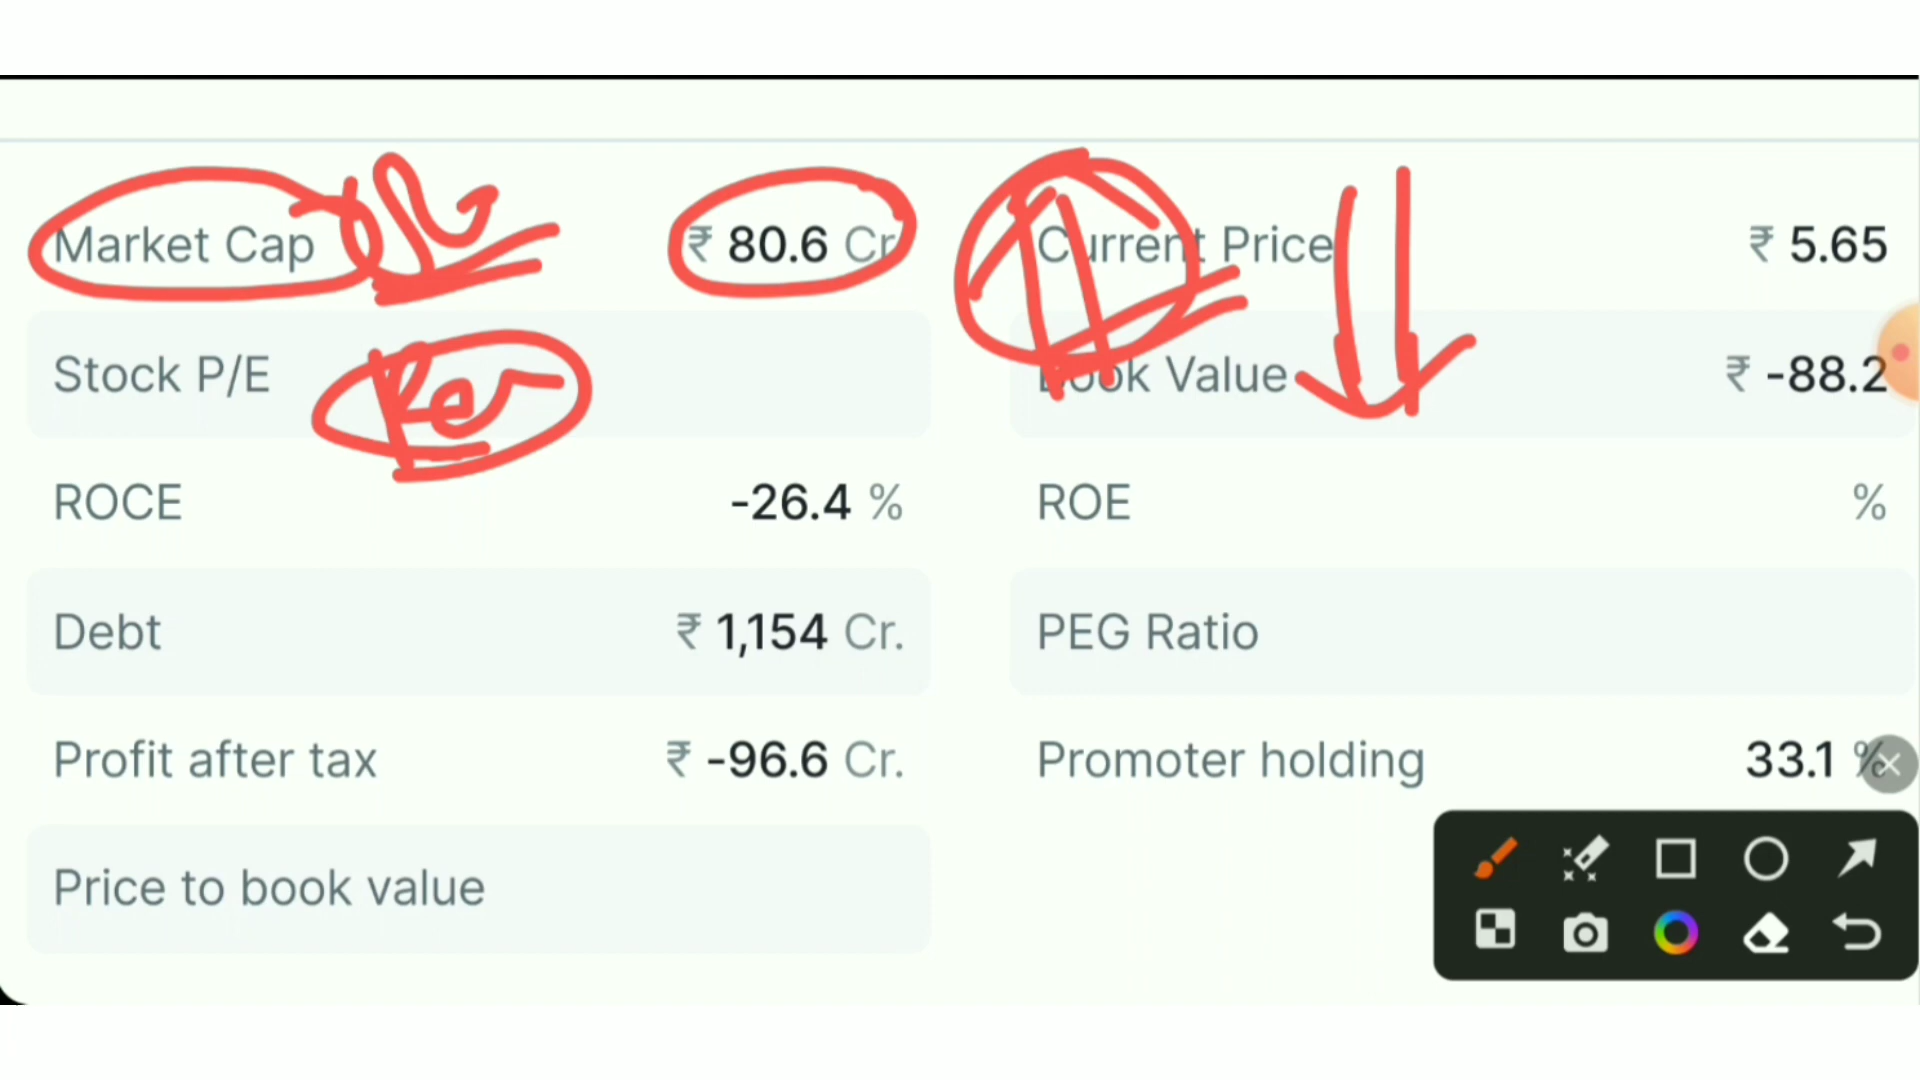 Market Cap ₹ 80.6 Cr. Current Price ₹ 5.65
Stock P/E Book Value ₹ -88.2
ROCE -26.4 % ROE %
Debt ₹ 1,154 Cr. PEG Ratio
Profit after tax ₹ -96.6 Cr. Promoter holding 33.1 %
Price to book value